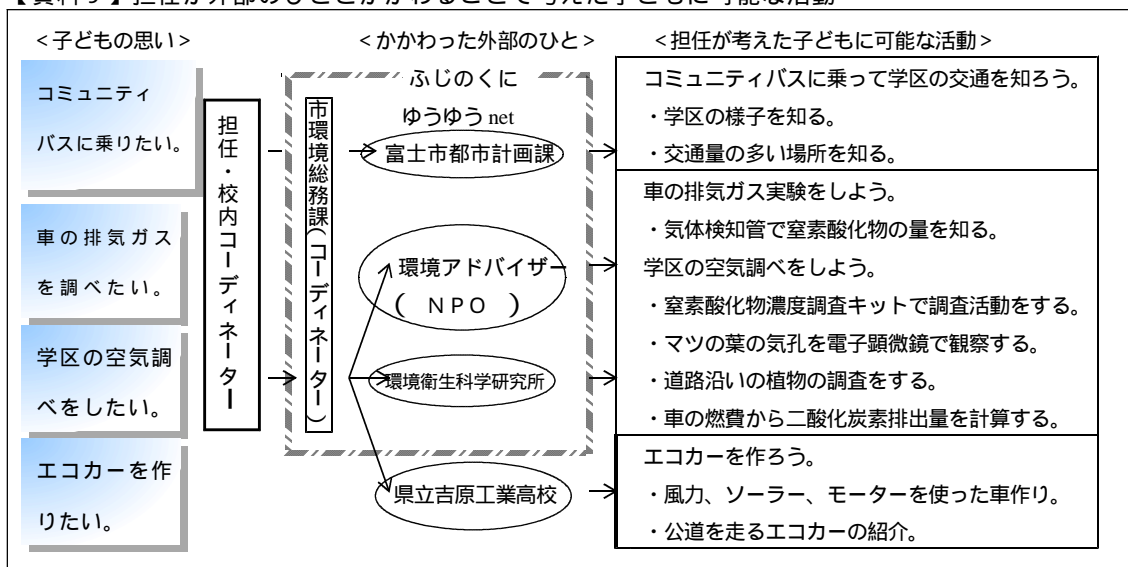 【資料９】担任が外部のひととかかわることで考えた子どもに可能な活動
<子どもの思い>
<かかわった外部のひと>
<担任が考えた子どもに可能な活動>
コミュニティ
バスに乗りたい。
車の排気ガス
を調べたい。
学区の空気調
べをしたい。
エコカーを作
りたい。
担任・校内コーディネーター
市環境総務課(コーディネーター)
ふじのくに
ゆうゆう net
富士市都市計画課
環境アドバイザー
( NPO )
環境衛生科学研究所
県立吉原工業高校
コミュニティバスに乗って学区の交通を知ろう。
・学区の様子を知る。
・交通量の多い場所を知る。
車の排気ガス実験をしよう。
・気体検知管で窒素酸化物の量を知る。
学区の空気調べをしよう。
・窒素酸化物濃度調査キットで調査活動をする。
・マツの葉の気孔を電子顕微鏡で観察する。
・道路沿いの植物の調査をする。
・車の燃費から二酸化炭素排出量を計算する。
エコカーを作ろう。
・風力、ソーラー、モーターを使った車作り。
・公道を走るエコカーの紹介。